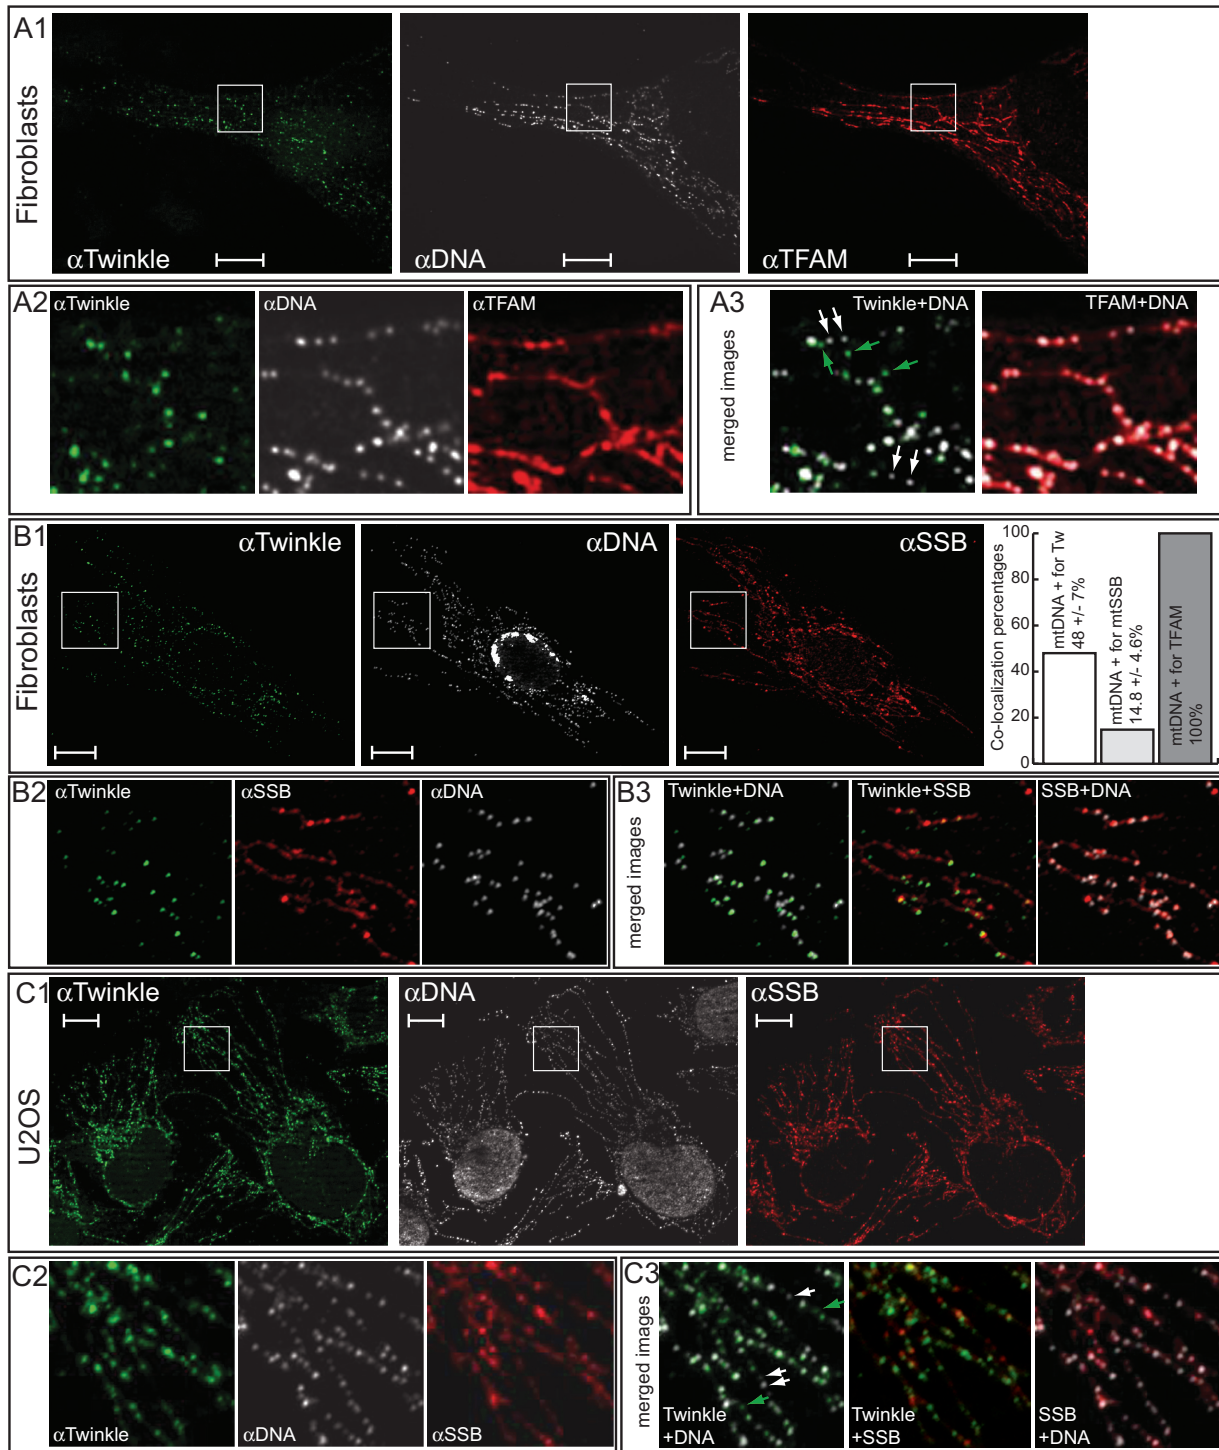 A1
Fibroblasts
αTwinkle
αDNA
αTFAM
A2
αTwinkle
αDNA
αTFAM
A3
merged images
Twinkle+DNA
TFAM+DNA
B1
Fibroblasts
αTwinkle
αDNA
αSSB
Co-localization percentages
100
80
60
40
20
0
mtDNA + for Tw
48 +/- 7%
mtDNA + for mtSSB
14.8 +/- 4.6%
mtDNA + for TFAM
100%
B2
αTwinkle
αSSB
αDNA
B3
merged images
Twinkle+DNA
Twinkle+SSB
SSB+DNA
C1
U2OS
αTwinkle
αDNA
αSSB
C2
αTwinkle
αDNA
αSSB
C3
merged images
Twinkle
+DNA
Twinkle
+SSB
SSB
+DNA